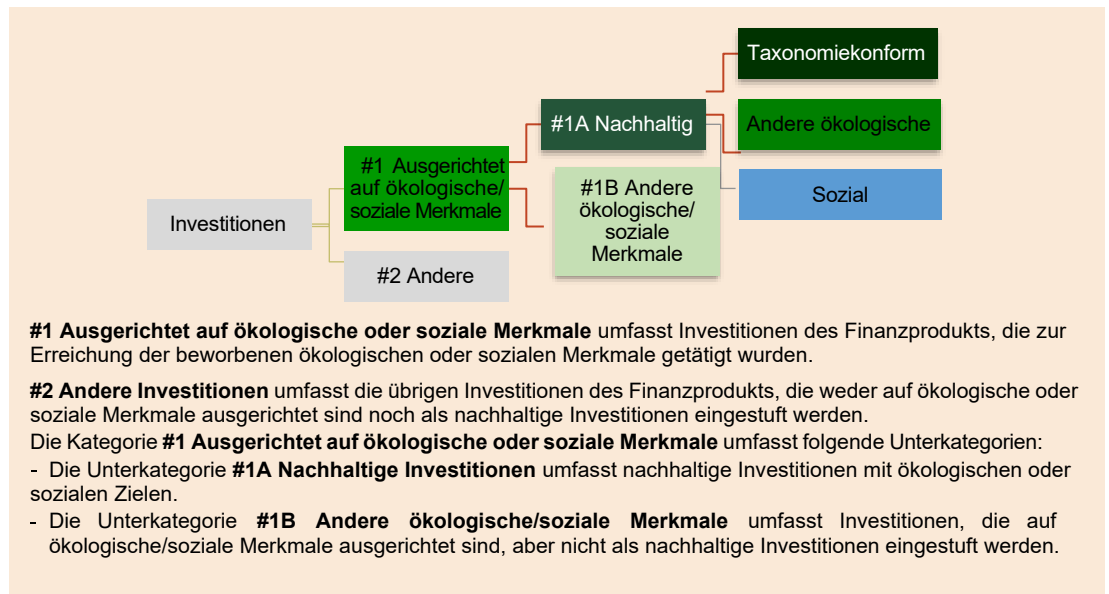 Taxonomiekonform
#1A Nachhaltig
Andere ökologische
#1 Ausgerichtet
auf ökologische/
soziale Merkmale
#1B Andere
ökologische/
soziale
Merkmale
Sozial
Investitionen
#2 Andere
#1 Ausgerichtet auf ökologische oder soziale Merkmale umfasst Investitionen des Finanzprodukts, die zur
Erreichung der beworbenen ökologischen oder sozialen Merkmale getätigt wurden.
#2 Andere Investitionen umfasst die übrigen Investitionen des Finanzprodukts, die weder auf ökologische oder
soziale Merkmale ausgerichtet sind noch als nachhaltige Investitionen eingestuft werden.
Die Kategorie #1 Ausgerichtet auf ökologische oder soziale Merkmale umfasst folgende Unterkategorien:
- Die Unterkategorie #1A Nachhaltige Investitionen umfasst nachhaltige Investitionen mit ökologischen oder
sozialen Zielen.
- Die Unterkategorie #1B Andere ökologische/soziale Merkmale umfasst Investitionen, die auf
ökologische/soziale Merkmale ausgerichtet sind, aber nicht als nachhaltige Investitionen eingestuft werden.